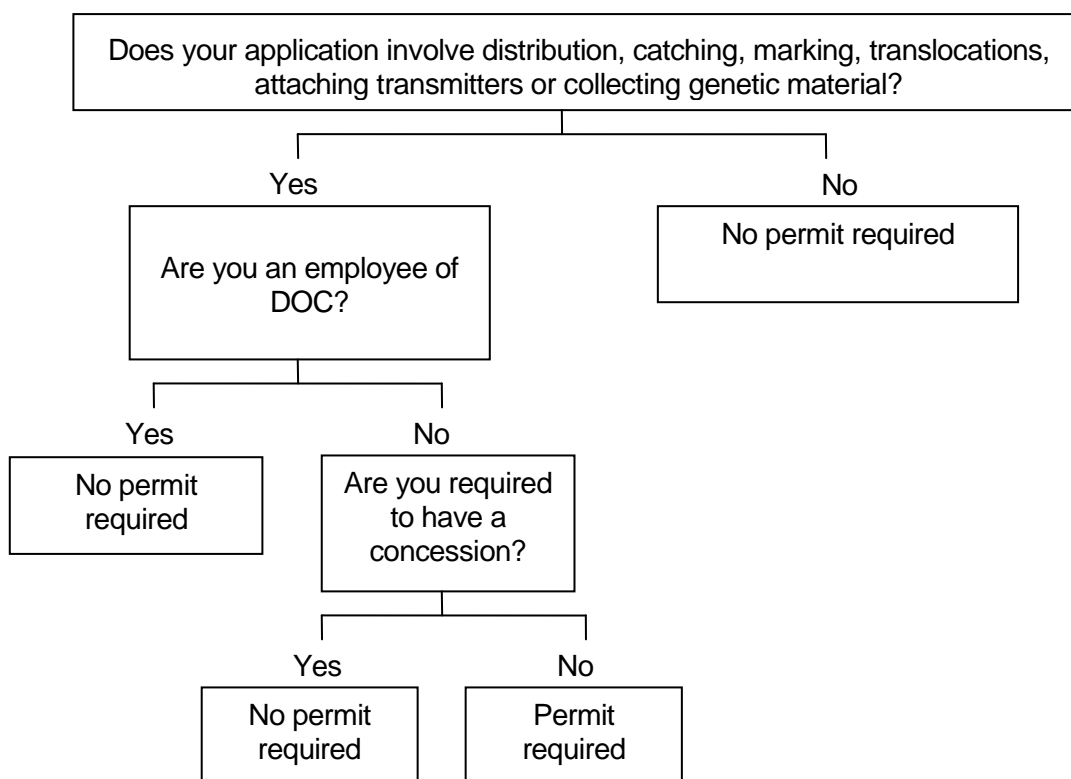 Does your application involve distribution, catching, marking, translocations,
attaching transmitters or collecting genetic material?
Yes
No
Are you an employee of
DOC?
No permit required
Yes
No
No permit
required
Are you required
to have a
concession?
Yes
No
No permit
required
Permit
required